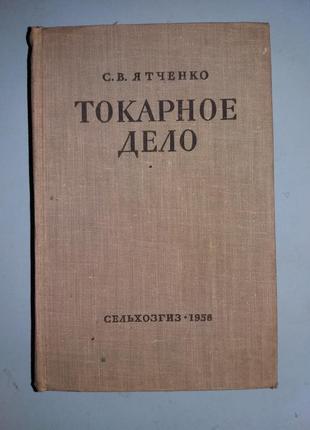 С.В. ЯТЧЕНКО
ТОКАРНОЕ
ДЕЛО
СЕЛЬХОЗГИЗ • 1958